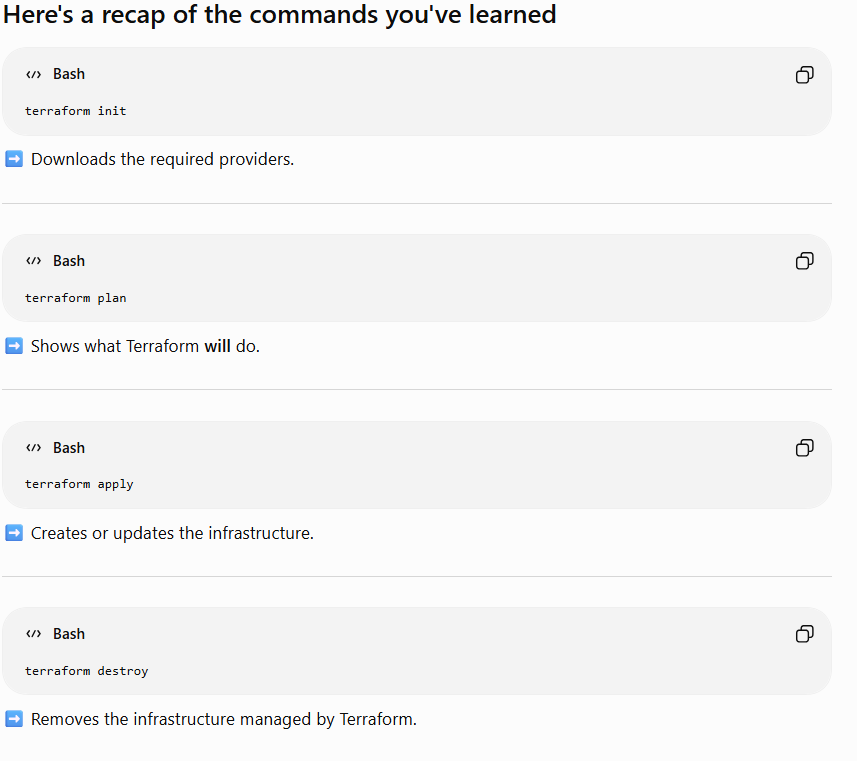 Here's a recap of the commands you've learned
Bash
terraform init
Downloads the required providers.
Bash
terraform plan
Shows what Terraform will do.
Bash
terraform apply
Creates or updates the infrastructure.
Bash
terraform destroy
Removes the infrastructure managed by Terraform.